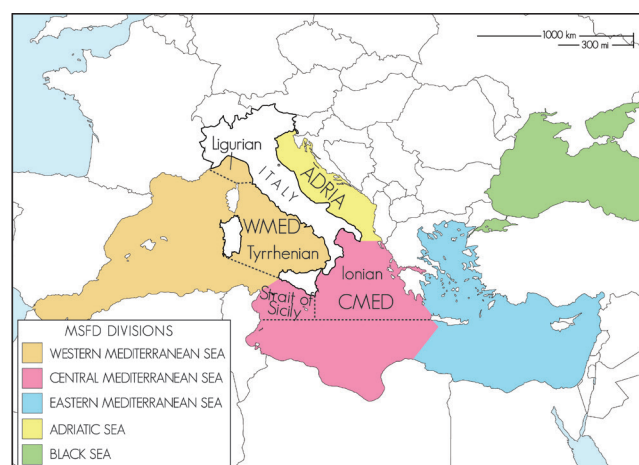 1000 km
300 mi
Ligurian
ITALY
ADRIA
WMED
Tyrrhenian
Ionian
CMED
Strait of
Sicily
MSFD DIVISIONS
WESTERN MEDITERRANEAN SEA
CENTRAL MEDITERRANEAN SEA
EASTERN MEDITERRANEAN SEA
ADRIATIC SEA
BLACK SEA